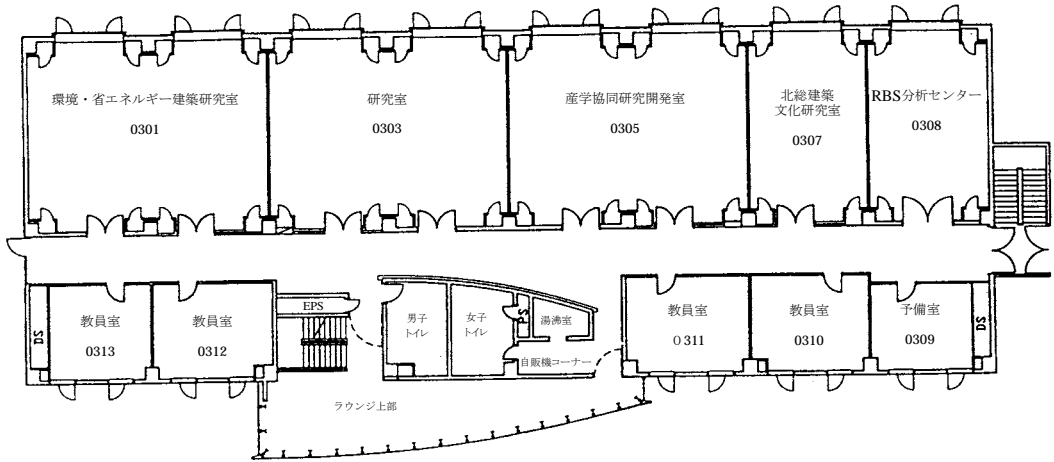 環境・省エネルギー建築研究室
0301
研究室
0303
産学協同研究開発室
0305
北総建築
文化研究室
0307
RBS分析センター
0308
DS
教員室
0313
教員室
0312
EPS
男子
トイレ
女子
トイレ
PS
湯沸室
自販機コーナー
教員室
0311
教員室
0310
予備室
0309
DS
ラウンジ上部